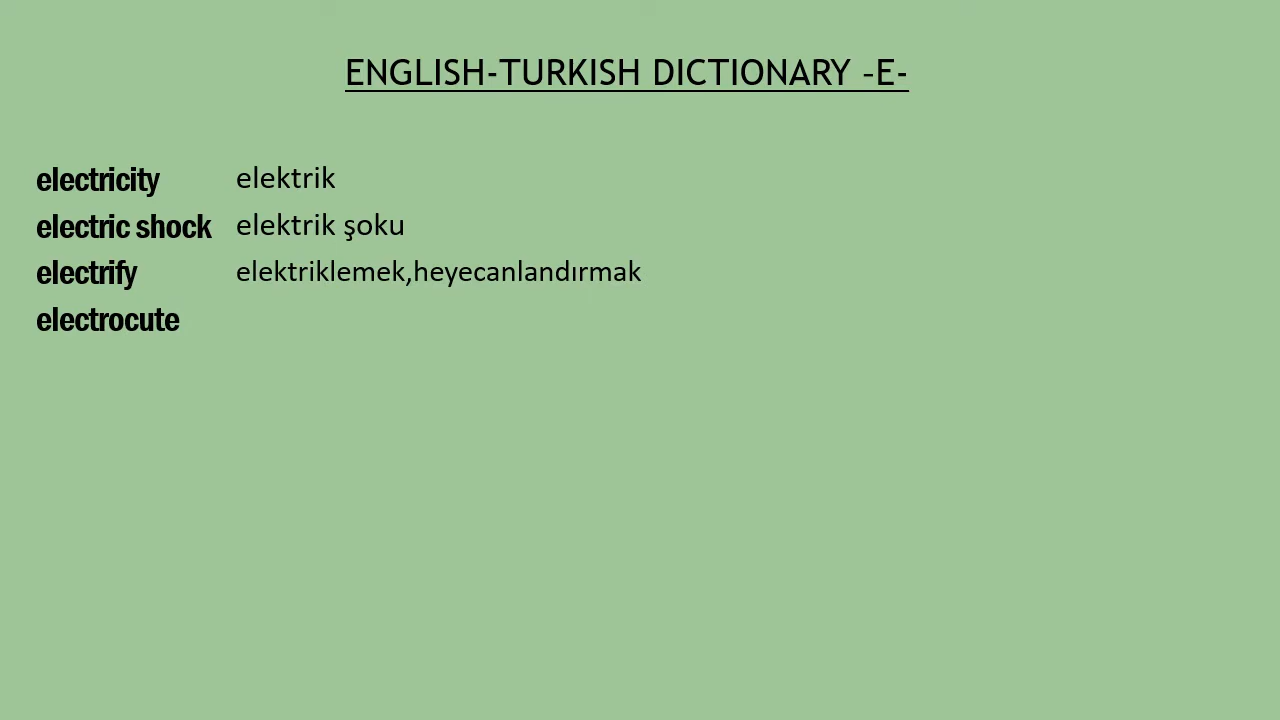 ENGLISH-TURKISH DICTIONARY –E-
electricity elektrik
electric shock elektrik şoku
electrify elektriklemek,heyecanlandırmak
electrocute